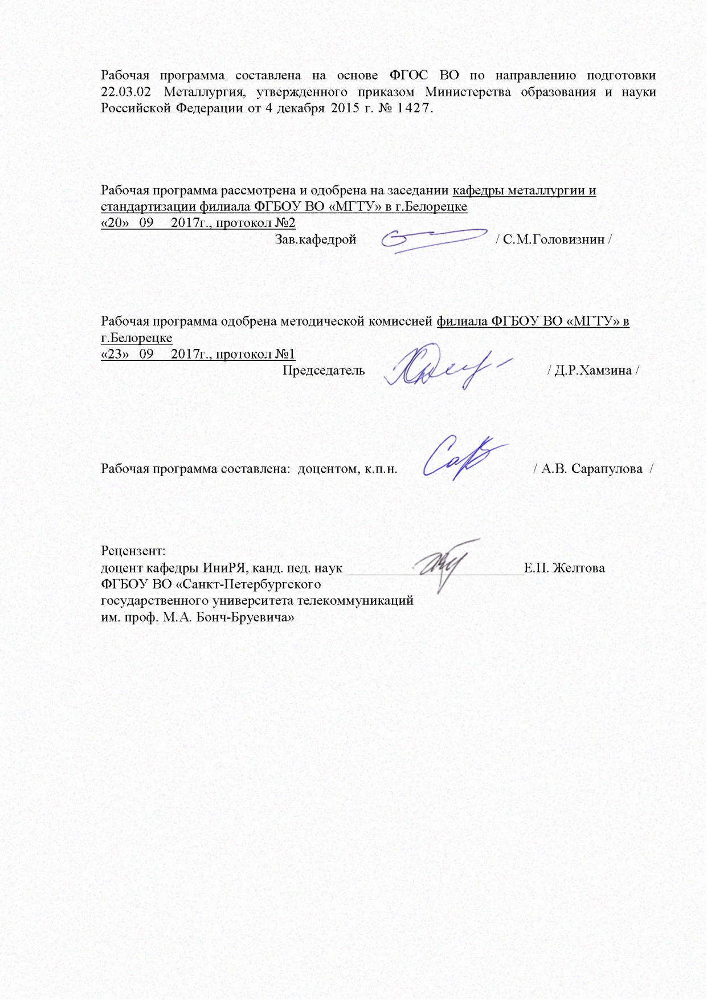 Рабочая программа составлена на основе ФГОС ВО по направлению подготовки
22.03.02 Металлургия, утвержденного приказом Министерства образования и науки
Российской Федерации от 4 декабря 2015 г. № 1427.
Рабочая программа рассмотрена и одобрена на заседании кафедры металлургии и
стандартизации филиала ФГБОУ ВО «МГТУ» в г.Белорецке
«20» 09 2017г., протокол №2
Зав.кафедрой / С.М.Головизнин /
Рабочая программа одобрена методической комиссией филиала ФГБОУ ВО «МГТУ» в
г.Белорецке
«23» 09 2017г., протокол №1
Председатель / Д.Р.Хамзина /
Рабочая программа составлена: доцентом, к.п.н. / А.В. Сарапулова /
Рецензент:
доцент кафедры ИниРЯ, канд. пед. наук __________________________Е.П. Желтова
ФГБОУ ВО «Санкт-Петербургского
государственного университета телекоммуникаций
им. проф. М.А. Бонч-Бруевича»